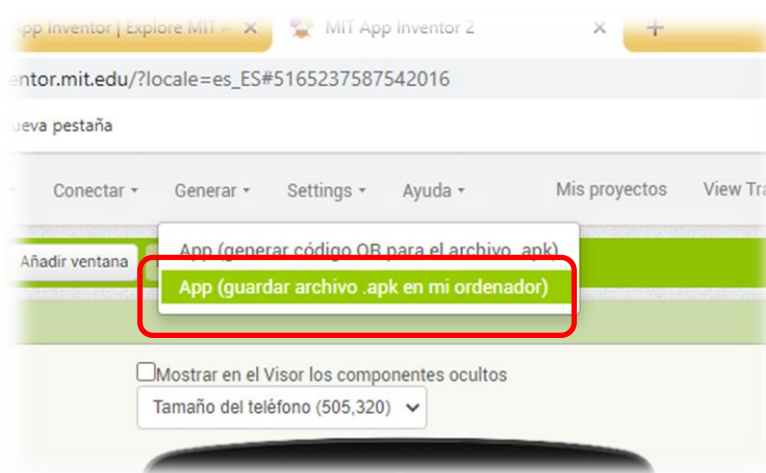 App Inventor | Explore MIT A
MIT App Inventor 2
entor.mit.edu/?locale=es_ES#5165237587542016
ueva pestaña
Conectar
Generar
Settings
Ayuda
Mis proyectos
View Tra
App (generar código QR para el archivo .apk)
Añadir ventana
App (guardar archivo .apk en mi ordenador)
Mostrar en el Visor los componentes ocultos
Tamaño del teléfono (505,320)